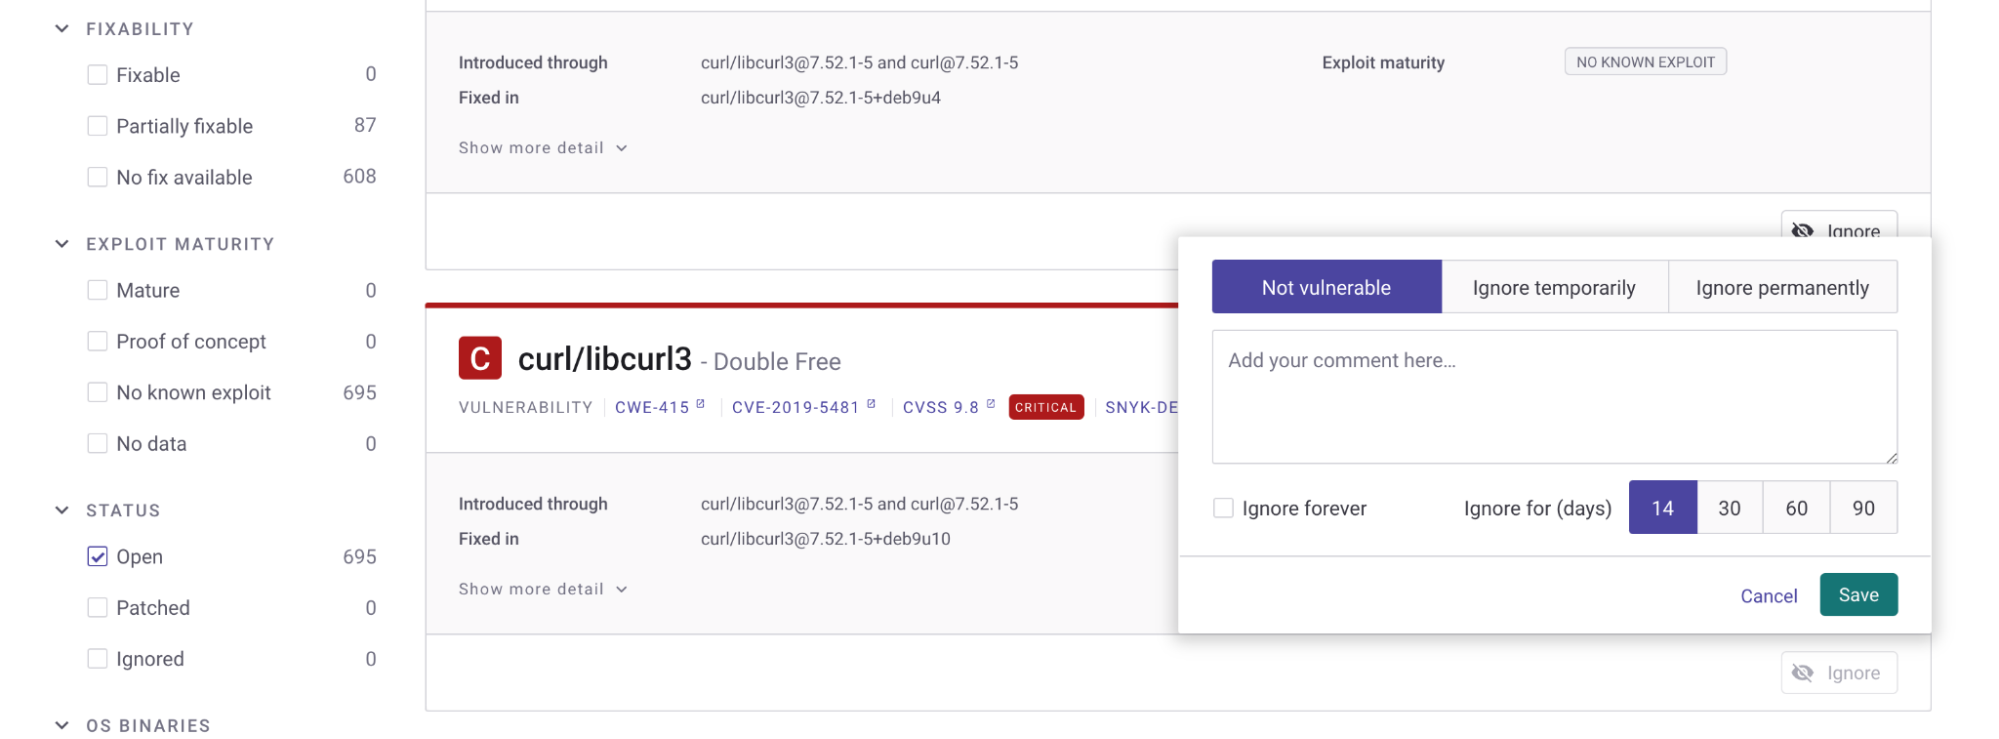 FIXABILITY
Fixable 0
Partially fixable 87
No fix available 608
EXPLOIT MATURITY
Mature 0
Proof of concept 0
No known exploit 695
No data 0
STATUS
Open 695
Patched 0
Ignored 0
OS BINARIES
Introduced through curl/libcurl3@7.52.1-5 and curl@7.52.1-5 Exploit maturity NO KNOWN EXPLOIT
Fixed in curl/libcurl3@7.52.1-5+deb9u4
Show more detail
Ignore
C curl/libcurl3 - Double Free
VULNERABILITY CWE-415 CVE-2019-5481 CVSS 9.8 CRITICAL SNYK-DE
Introduced through curl/libcurl3@7.52.1-5 and curl@7.52.1-5
Fixed in curl/libcurl3@7.52.1-5+deb9u10
Show more detail
Not vulnerable Ignore temporarily Ignore permanently
Add your comment here...
Ignore forever Ignore for (days) 14 30 60 90
Cancel Save
Ignore